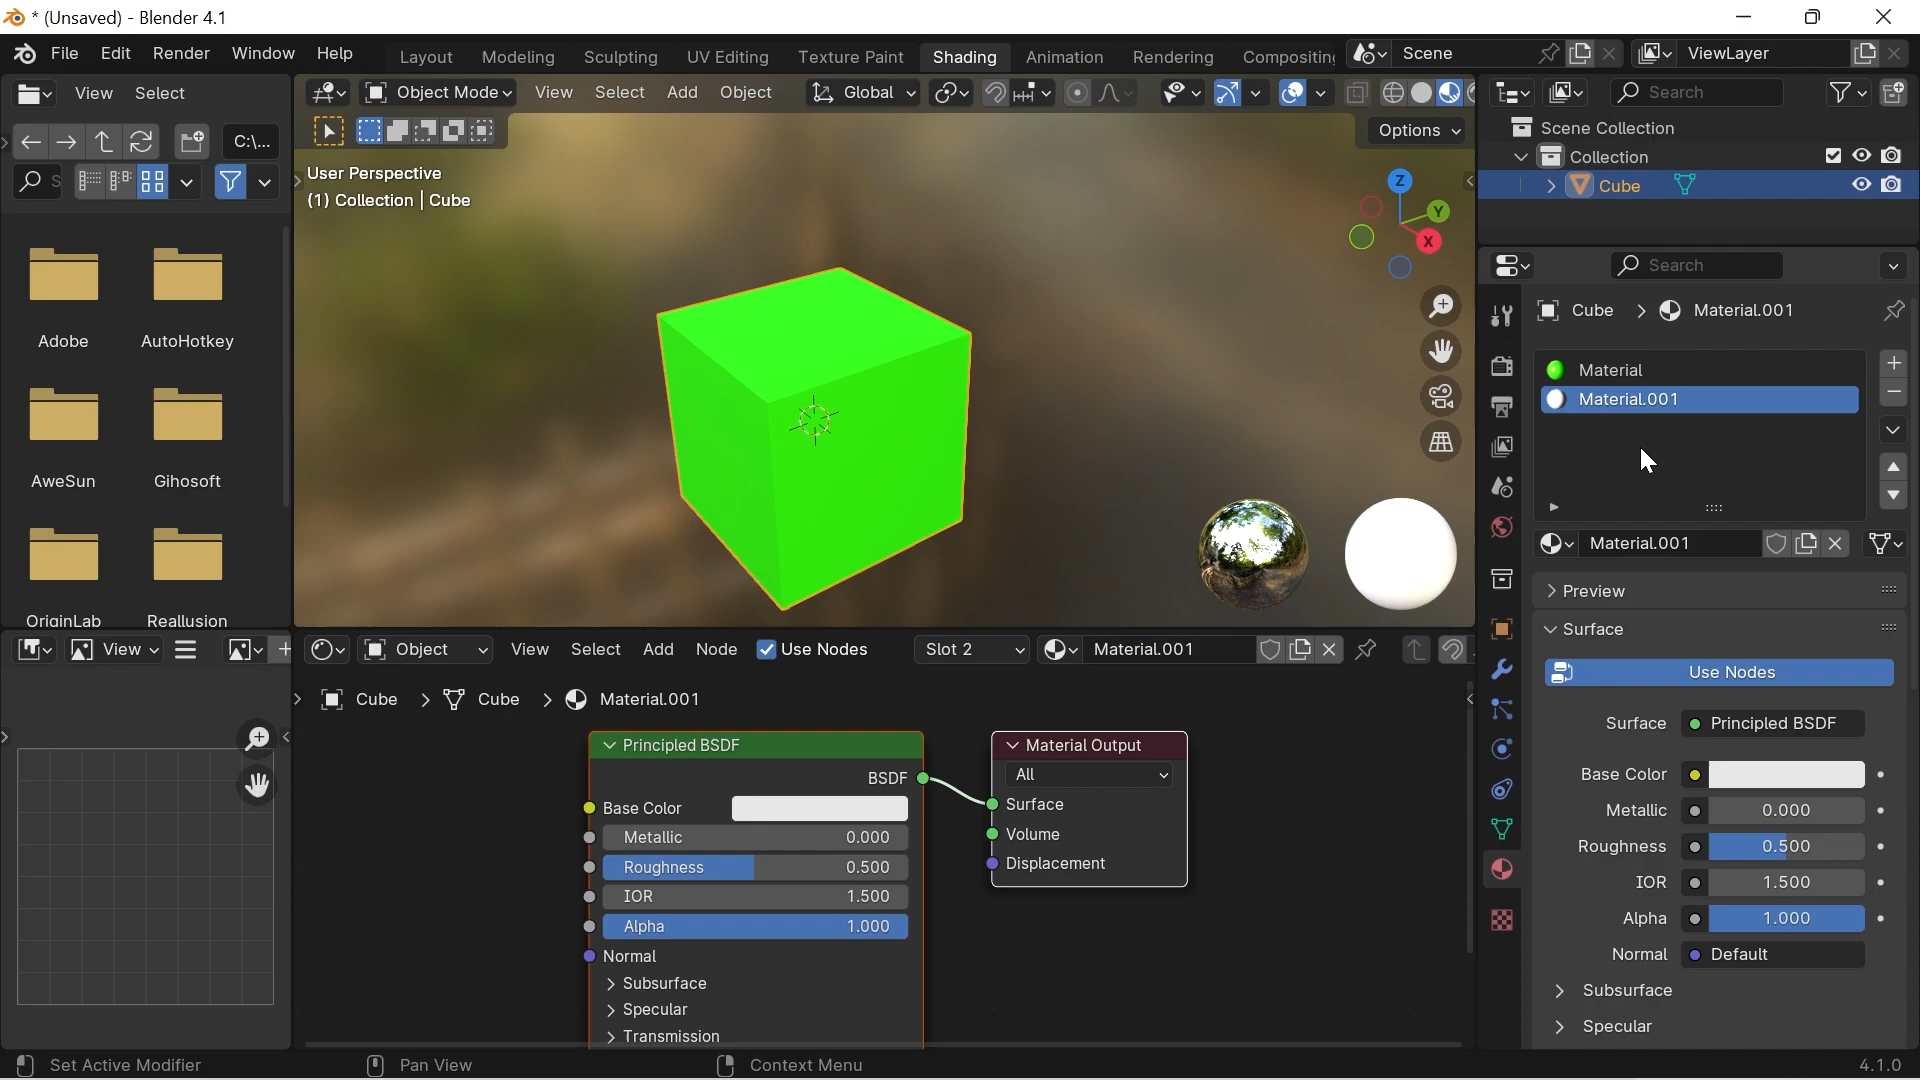 * (Unsaved) - Blender 4.1
File Edit Render Window Help
Layout Modeling Sculpting UV Editing Texture Paint Shading Animation Rendering Compositing
Scene
ViewLayer
View Select
C:\...
S
Adobe AutoHotkey
AweSun Gihosoft
OriginLab Reallusion
Object Mode View Select Add Object Global
Options
User Perspective
(1) Collection | Cube
Z
Y
X
Search
Scene Collection
Collection
Cube
Search
Cube > Material.001
Material
Material.001
Material.001
Preview
Surface
Use Nodes
Surface Principled BSDF
Base Color
Metallic 0.000
Roughness 0.500
IOR 1.500
Alpha 1.000
Normal Default
Subsurface
Specular
View
Object View Select Add Node Use Nodes Slot 2 Material.001
Cube > Cube > Material.001
Principled BSDF
BSDF
Base Color
Metallic 0.000
Roughness 0.500
IOR 1.500
Alpha 1.000
Normal
Subsurface
Specular
Transmission
Material Output
All
Surface
Volume
Displacement
Set Active Modifier Pan View Context Menu 4.1.0